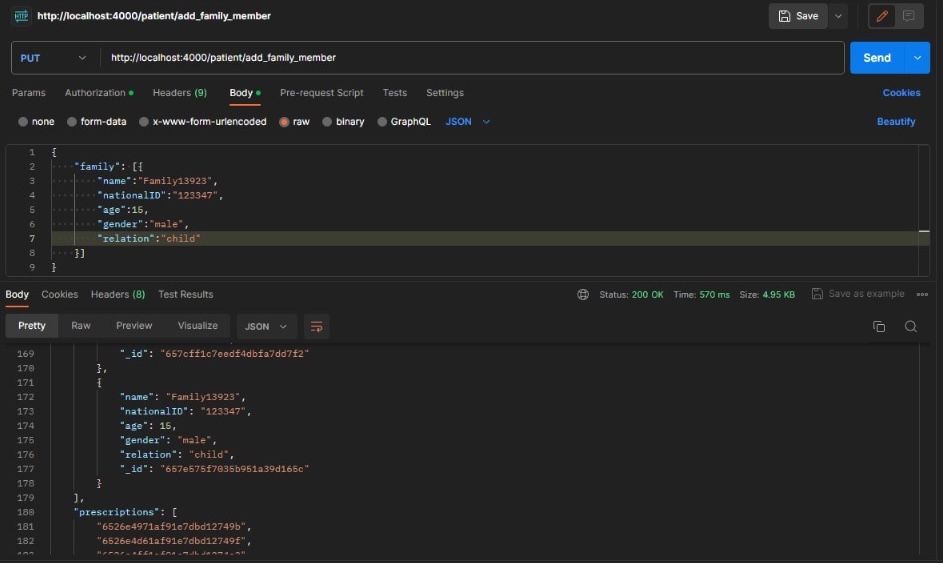 HTTP http://localhost:4000/patient/add_family_member Save
PUT http://localhost:4000/patient/add_family_member Send
Params Authorization Headers (9) Body Pre-request Script Tests Settings Cookies
none form-data x-www-form-urlencoded raw binary GraphQL JSON Beautify
1 {
2 "family": [{
3 "name":"Family13923",
4 "nationalID":"123347",
5 "age":15,
6 "gender":"male",
7 "relation":"child"
8 }]
9 }
Body Cookies Headers (8) Test Results Status: 200 OK Time: 570 ms Size: 4.95 KB Save as example
Pretty Raw Preview Visualize JSON
169 "_id": "657cff1c7eedf4dbfa7dd7f2"
170 },
171 {
172 "name": "Family13923",
173 "nationalID": "123347",
174 "age": 15,
175 "gender": "male",
176 "relation": "child",
177 "_id": "657e575f7035b951a39d165c"
178 }
179 ],
180 "prescriptions": [
181 "6526e4971af91e7dbd12749b",
182 "6526e4d61af91e7dbd12749f",